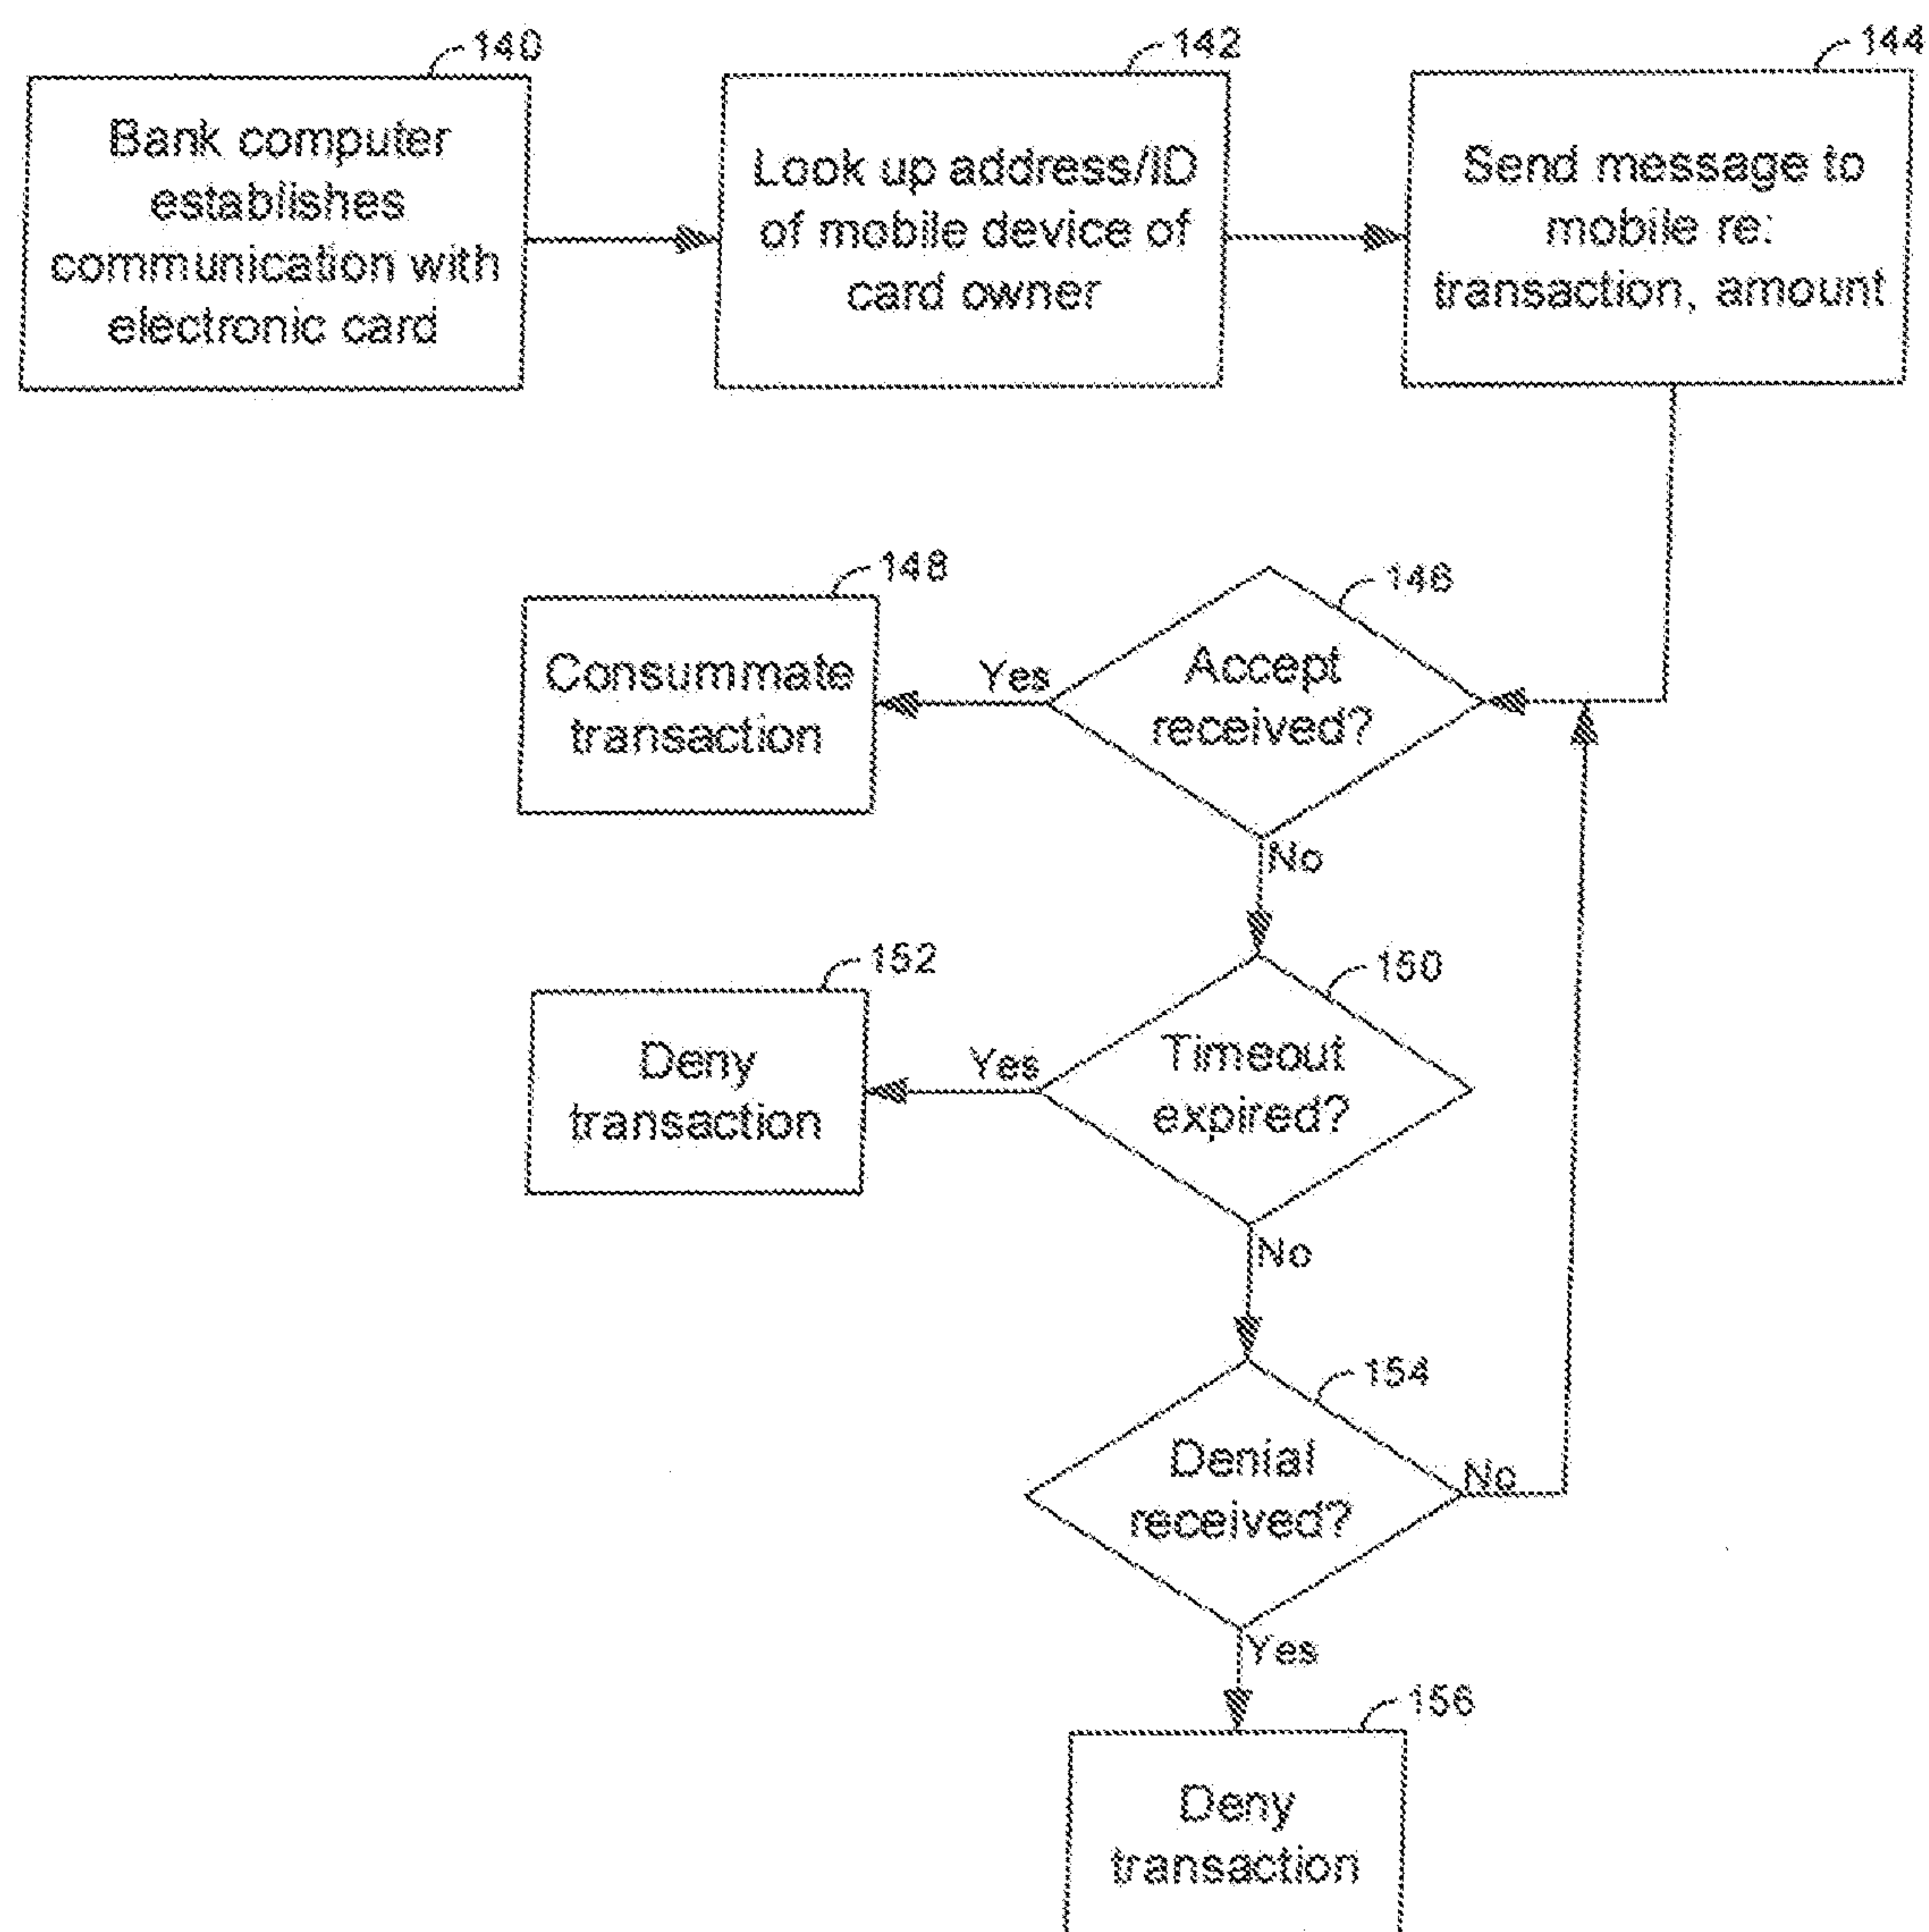 140
Bank computer
establishes
communication with
electronic card
142
Look up address/ID
of mobile device of
card owner
144
Send message to
mobile re:
transaction, amount
148
Consummate
transaction
Yes
146
Accept
received?
No
152
Deny
transaction
Yes
150
Timeout
expired?
No
154
Denial
received?
No
Yes
156
Deny
transaction